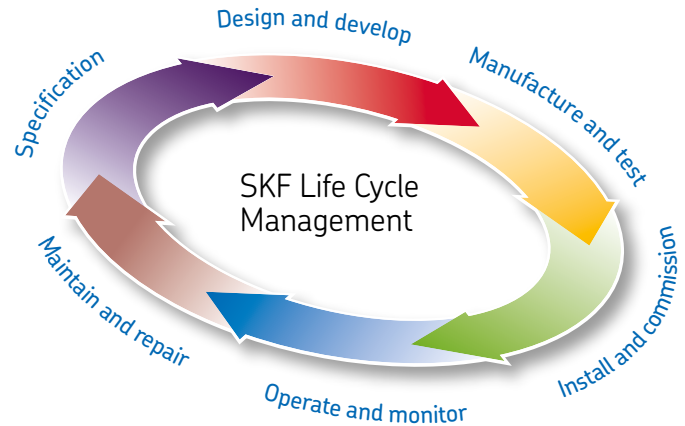 Design and develop
Manufacture and test
Specification
SKF Life Cycle
Management
Install and commission
Maintain and repair
Operate and monitor